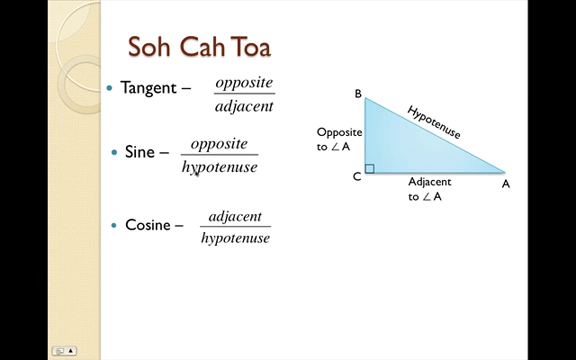 Soh Cah Toa
• Tangent – opposite
adjacent
• Sine – opposite
hypotenuse
• Cosine – adjacent
hypotenuse
B
Hypotenuse
Opposite
to ∠ A
C
A
Adjacent
to ∠ A